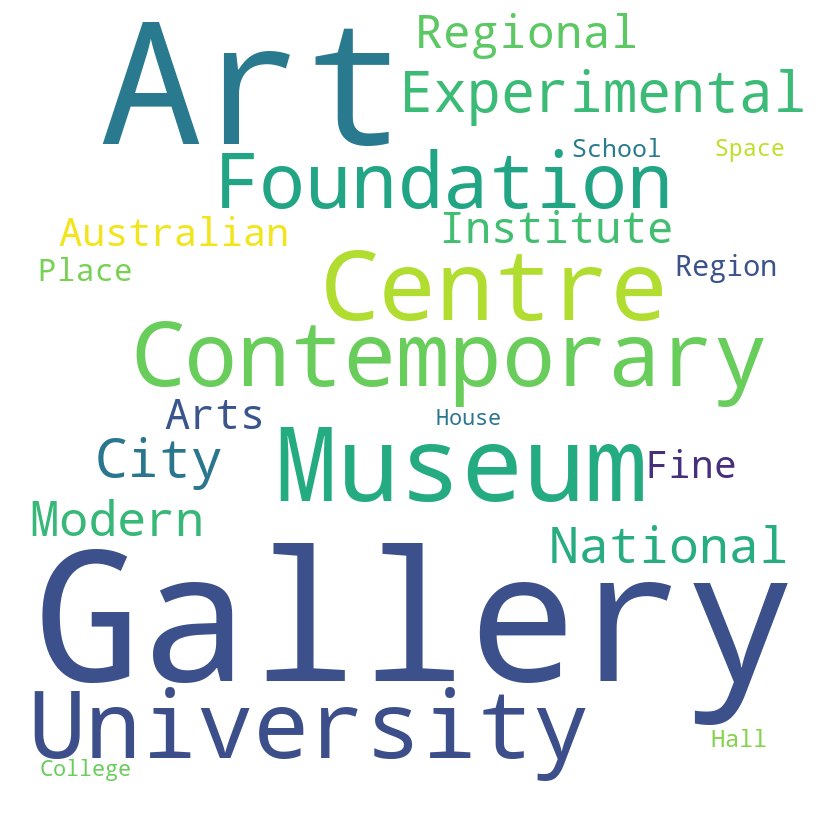 Art
Regional
Experimental
School
Space
Foundation
Australian
Institute
Place
Centre
Region
Contemporary
Arts
House
City
Museum
Fine
Modern
National
Gallery
University
Hall
College